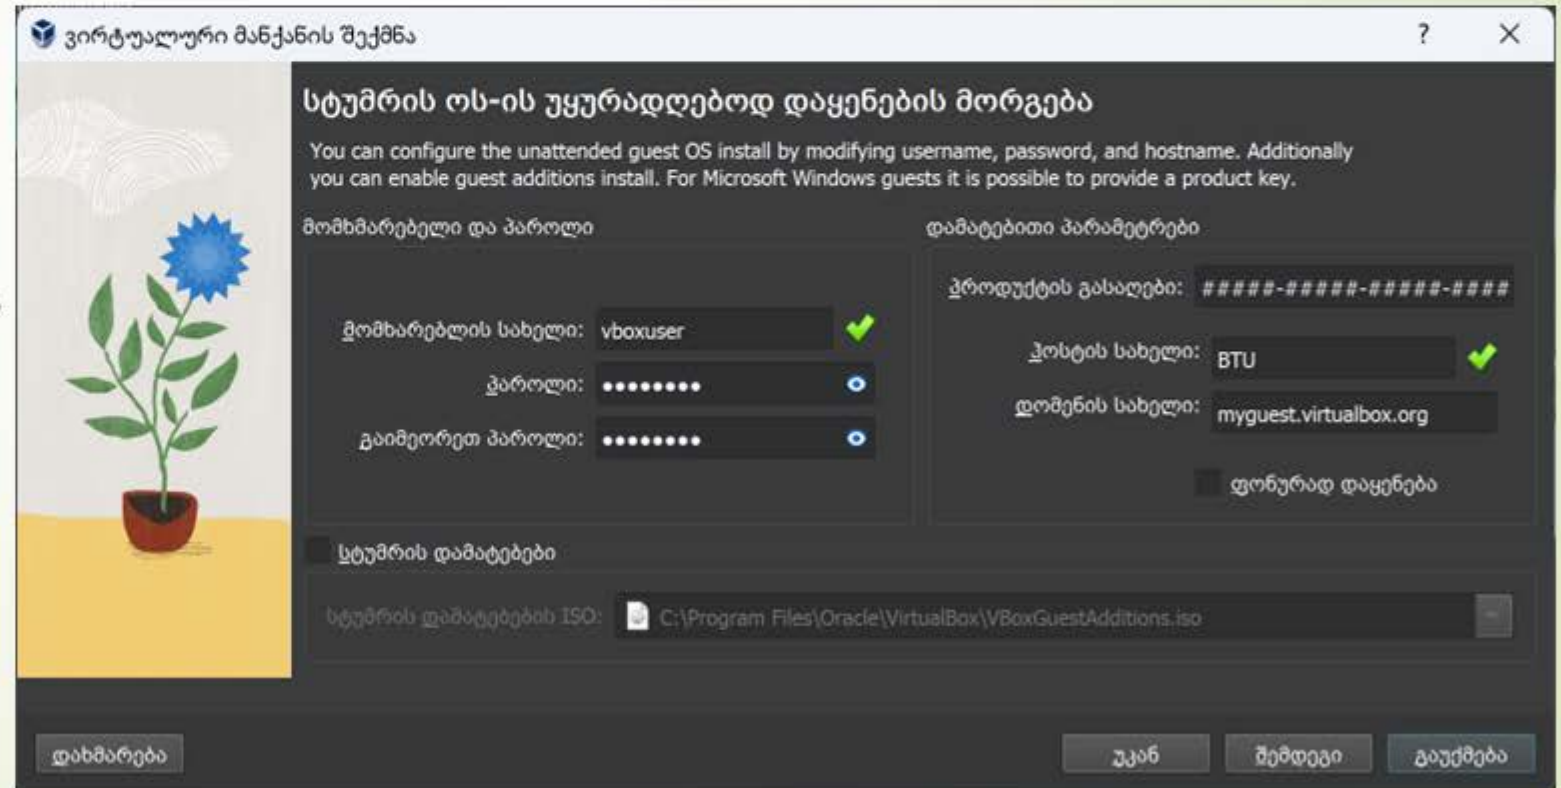 ვირტუალური მანქანის შექმნა
?
სტუმრის ოს-ის უყურადღებოდ დაყენების მორგება
You can configure the unattended guest OS install by modifying username, password, and hostname. Additionally
you can enable guest additions install. For Microsoft Windows guests it is possible to provide a product key.
მომხმარებელი და პაროლი
მომხარებლის სახელი: vboxuser
პაროლი: ●●●●●●●●
გაიმეორეთ პაროლი: ●●●●●●●●
დამატებითი პარამეტრები
პროდუქტის გასაღები: #####-#####-#####-####
ჰოსტის სახელი: BTU
დომენის სახელი: myguest.virtualbox.org
ფონურად დაყენება
სტუმრის დამატებები
სტუმრის დამატებების ISO: C:\Program Files\Oracle\VirtualBox\VBoxGuestAdditions.iso
დახმარება
უკან
შემდეგი
გაუქმება